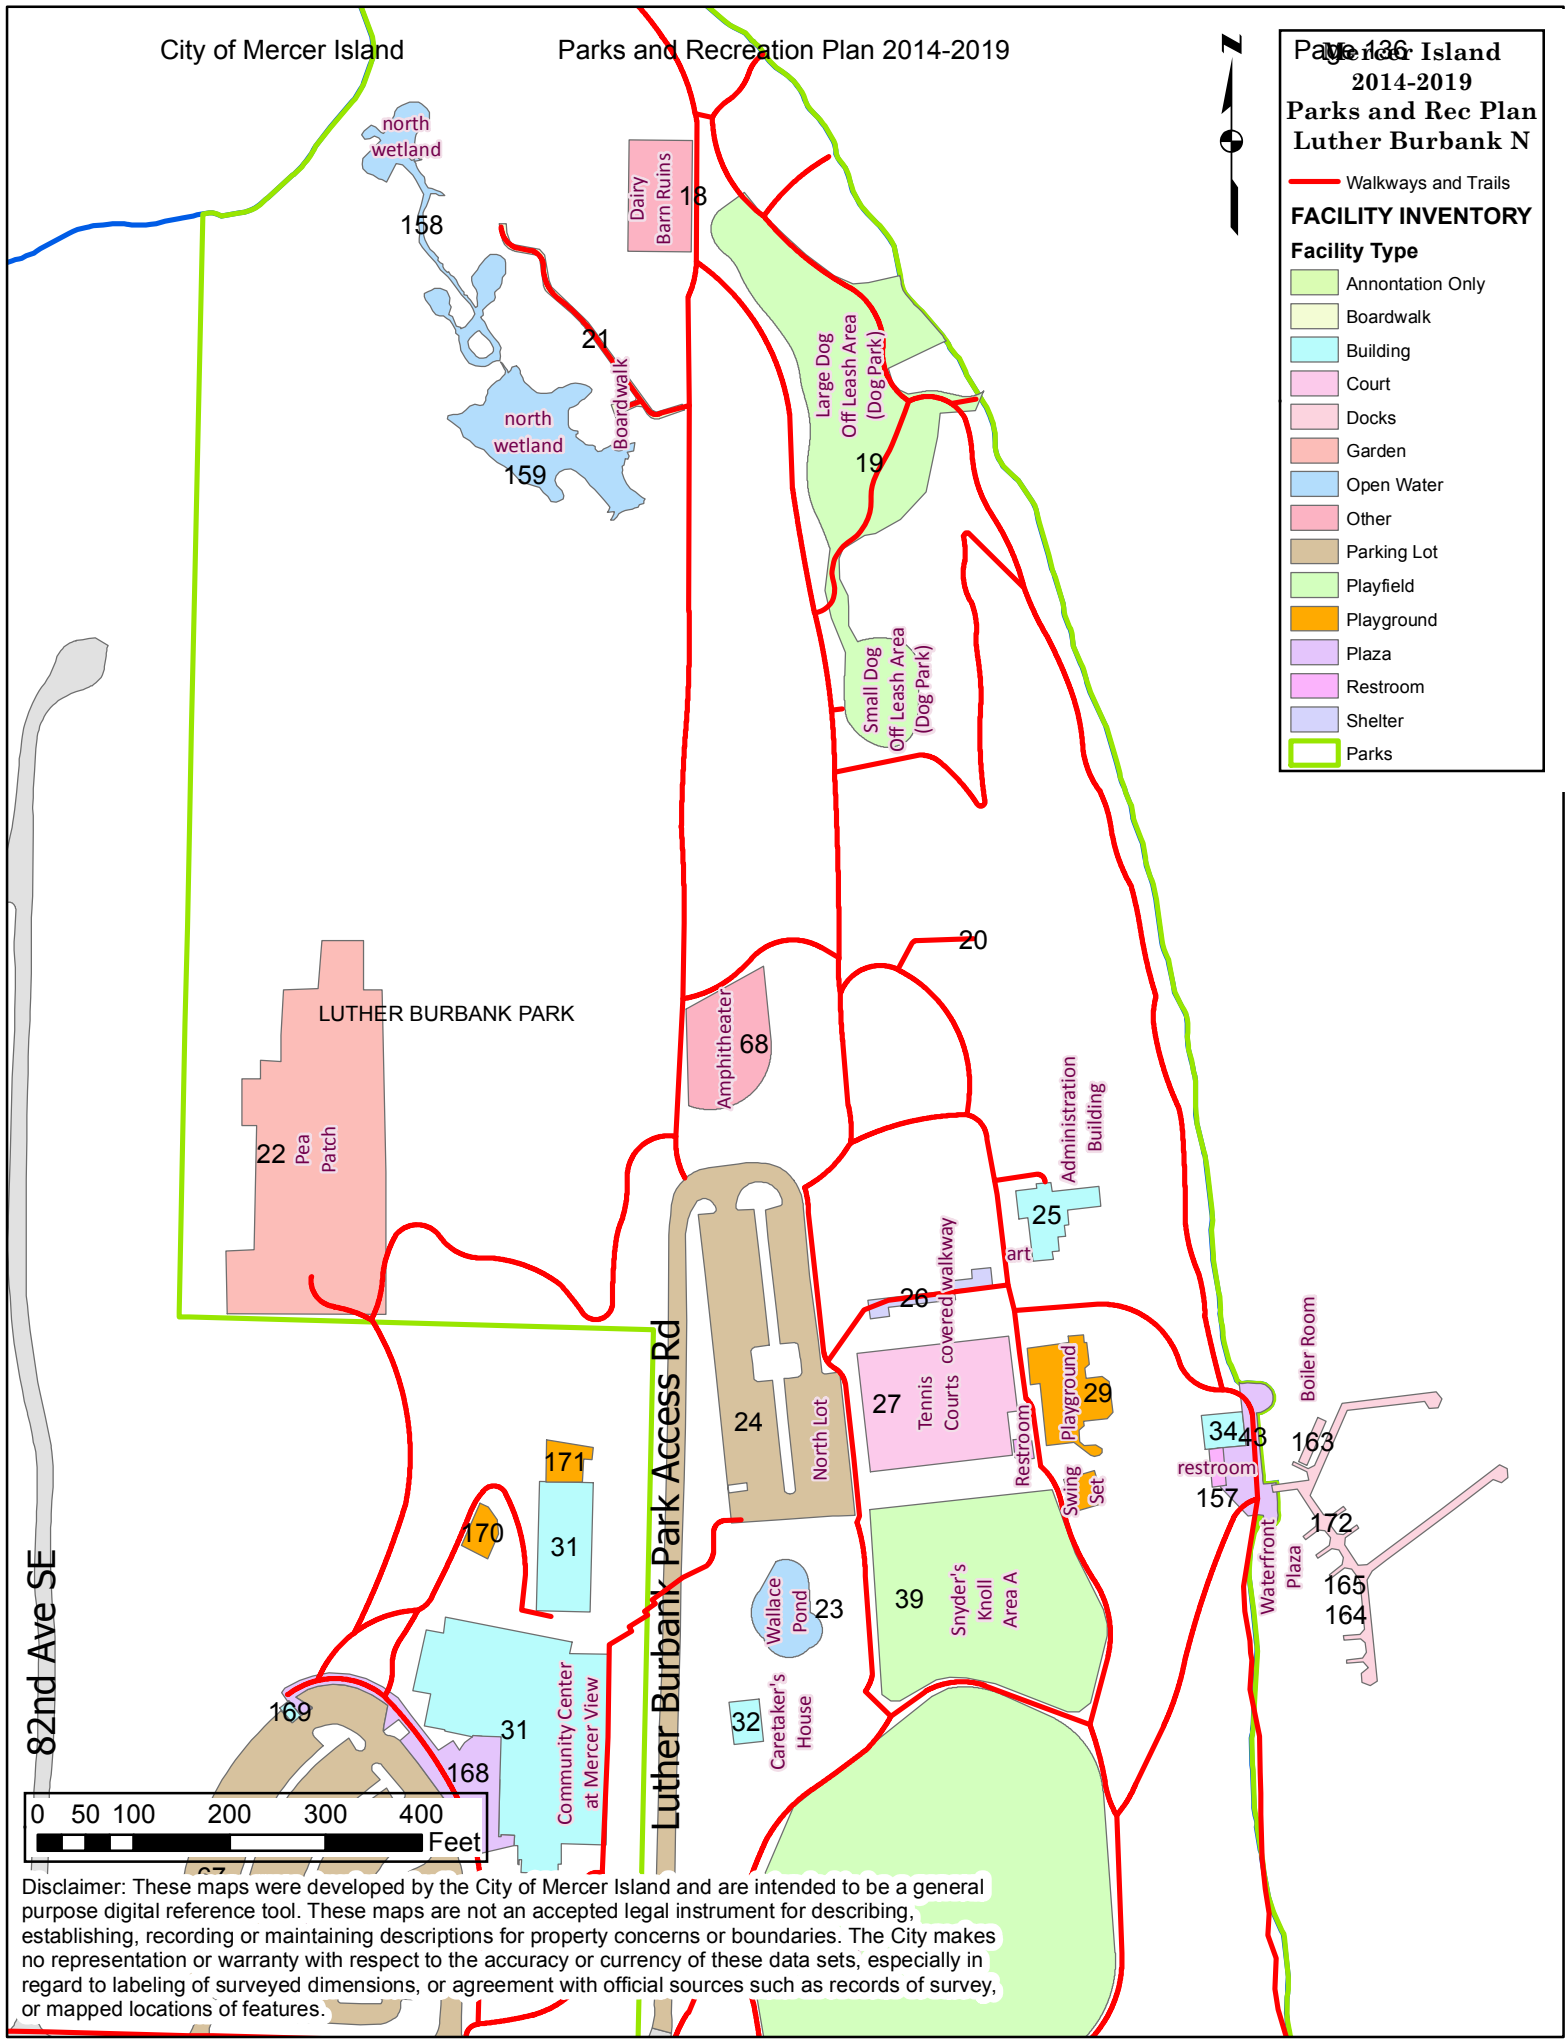 City of Mercer Island
Parks and Recreation Plan 2014-2019
Page 136
Mercer Island
2014-2019
Parks and Rec Plan
Luther Burbank N
Walkways and Trails
FACILITY INVENTORY
Facility Type
Annontation Only
Boardwalk
Building
Court
Docks
Garden
Open Water
Other
Parking Lot
Playfield
Playground
Plaza
Restroom
Shelter
Parks
N
north
wetland
158
Dairy
Barn Ruins
18
21
Boardwalk
north
wetland
159
Large Dog
Off Leash Area
(Dog Park)
19
Small Dog
Off Leash Area
(Dog Park)
20
LUTHER BURBANK PARK
Amphitheater
68
22
Pea
Patch
Administration
Building
25
art
covered walkway
26
Luther Burbank Park Access Rd
24
North Lot
27
Tennis
Courts
Restroom
Playground
29
Swing
Set
Boiler Room
34
43
163
restroom
157
172
Waterfront
Plaza
165
164
171
170
31
82nd Ave SE
Wallace
Pond
23
39
Snyder's
Knoll
Area A
169
31
Community Center
at Mercer View
32
Caretaker's
House
168
0 50 100 200 300 400
Feet
67
Disclaimer: These maps were developed by the City of Mercer Island and are intended to be a general
purpose digital reference tool. These maps are not an accepted legal instrument for describing,
establishing, recording or maintaining descriptions for property concerns or boundaries. The City makes
no representation or warranty with respect to the accuracy or currency of these data sets, especially in
regard to labeling of surveyed dimensions, or agreement with official sources such as records of survey,
or mapped locations of features.